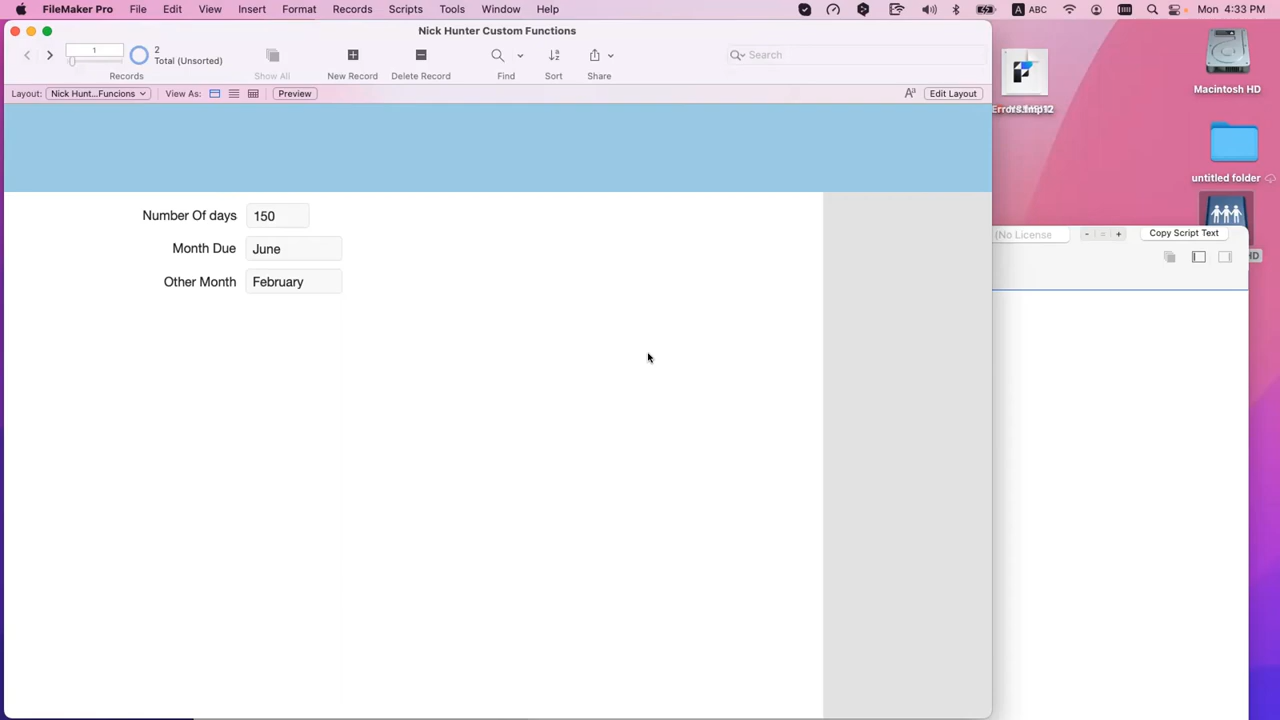 FileMaker Pro File Edit View Insert Format Records Scripts Tools Window Help A ABC Mon 4:33 PM
Nick Hunter Custom Functions
1
2
Total (Unsorted)
Records Show All New Record Delete Record Find Sort Share
Search
Layout: Nick Hunt...Funcions View As: Preview Edit Layout
Number Of days 150
Month Due June
Other Month February
Macintosh HD
untitled folder
(No License - = + Copy Script Text
HD